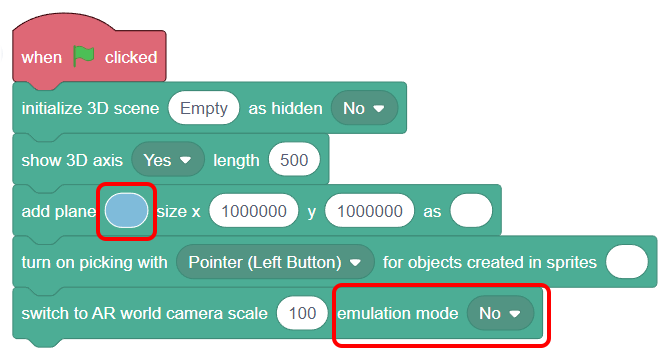 when clicked
initialize 3D scene Empty as hidden No
show 3D axis Yes length 500
add plane size x 1000000 y 1000000 as
turn on picking with Pointer (Left Button) for objects created in sprites
switch to AR world camera scale 100 emulation mode No